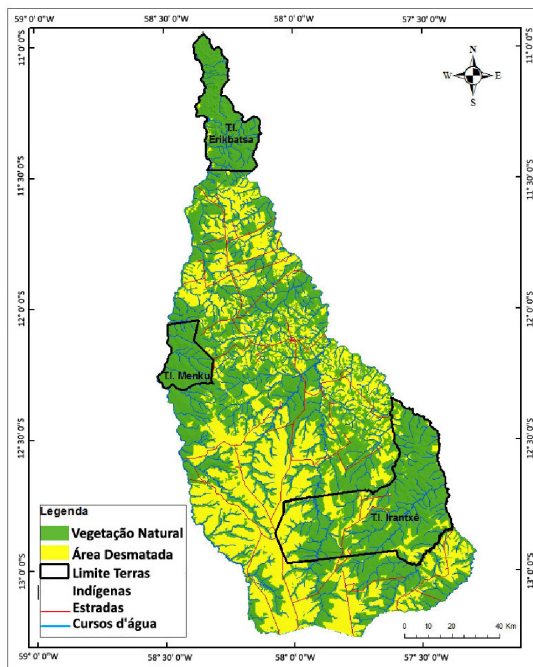 59° 0' 0"W 58° 30' 0"W 58° 0' 0"W 57° 30' 0"W
11° 0' 0"S 11° 0' 0"S
N
W E
S
T.I.
Erikbatsa
11° 30' 0"S 11° 30' 0"S
12° 0' 0"S 12° 0' 0"S
T.I. Menku
12° 30' 0"S 12° 30' 0"S
T.I. Irantxe
Legenda
Vegetação Natural
Área Desmatada
Limite Terras
Indígenas
Estradas
Cursos d'água
13° 0' 0"S 13° 0' 0"S
0 10 20 40 Km
59° 0' 0"W 58° 30' 0"W 58° 0' 0"W 57° 30' 0"W